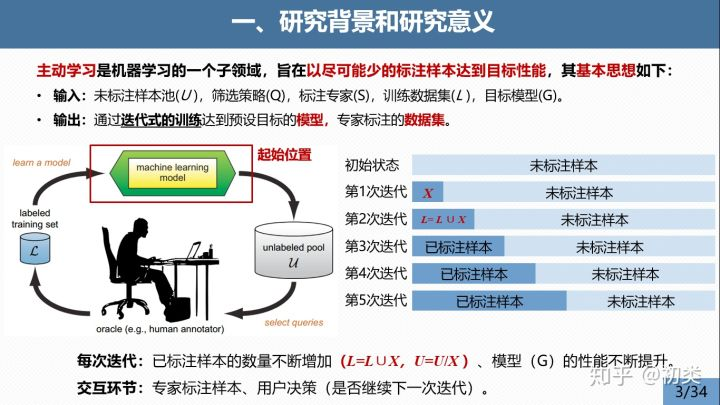 一、研究背景和研究意义
主动学习是机器学习的一个子领域，旨在以尽可能少的标注样本达到目标性能，其基本思想如下：
• 输入：未标注样本池(U)，筛选策略(Q)，标注专家(S)，训练数据集(L)，目标模型(G)。
• 输出：通过迭代式的训练达到预设目标的模型，专家标注的数据集。
起始位置
learn a model
machine learning
model
labeled
training set
L
unlabeled pool
U
oracle (e.g., human annotator)
select queries
初始状态 未标注样本
第1次迭代 X 未标注样本
第2次迭代 L= L ∪ X 未标注样本
第3次迭代 已标注样本 未标注样本
第4次迭代 已标注样本 未标注样本
第5次迭代 已标注样本 未标注样本
每次迭代：已标注样本的数量不断增加（L=L∪X，U=U/X）、模型（G）的性能不断提升。
交互环节：专家标注样本、用户决策（是否继续下一次迭代）。
知乎 @初类
3/34